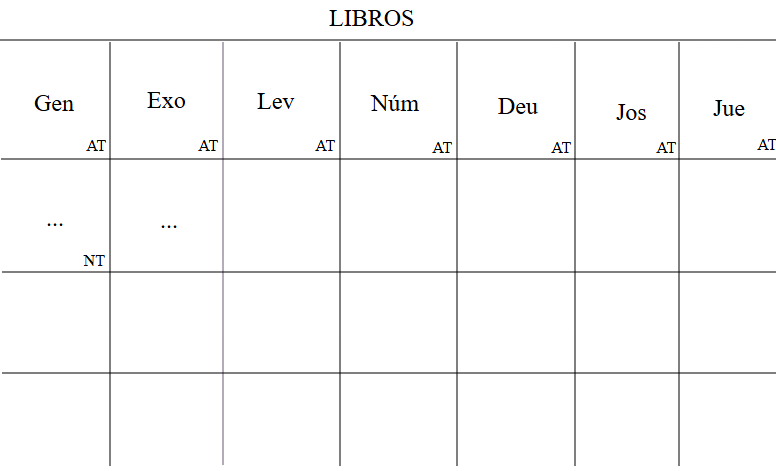 LIBROS
Gen Exo Lev Núm Deu Jos Jue
AT AT AT AT AT AT AT
... ...
NT